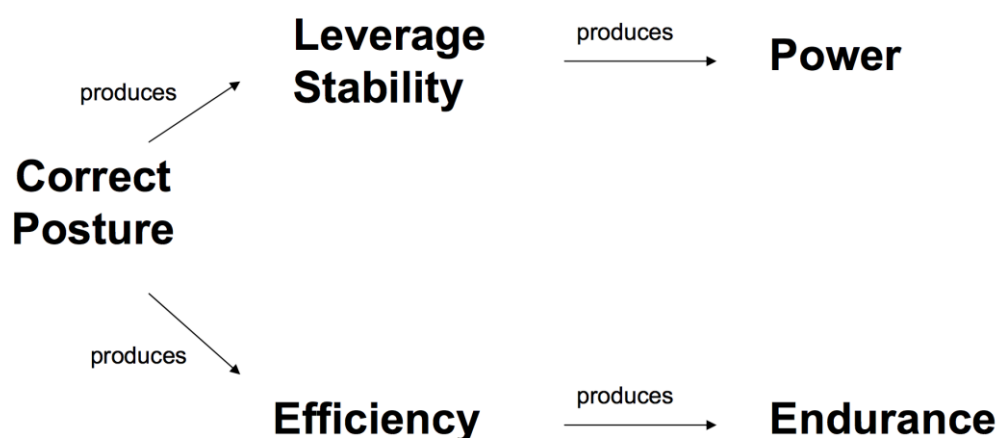 Leverage
Stability
produces
Power
produces
Correct
Posture
produces
Efficiency
produces
Endurance